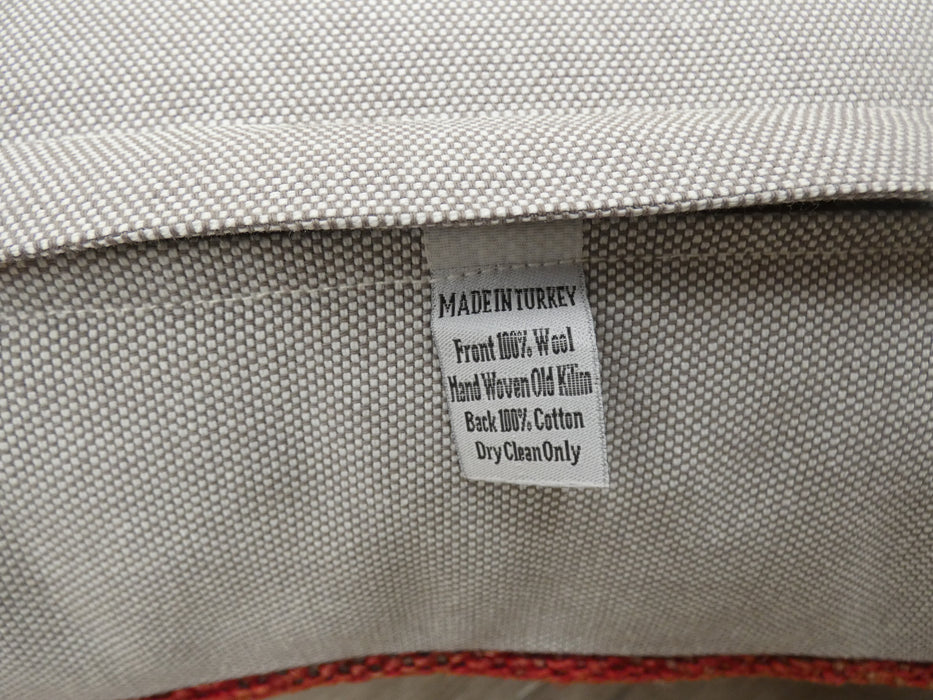 MADE IN TURKEY
Front 100% Wool
Hand Woven Old Kilim
Back 100% Cotton
Dry Clean Only